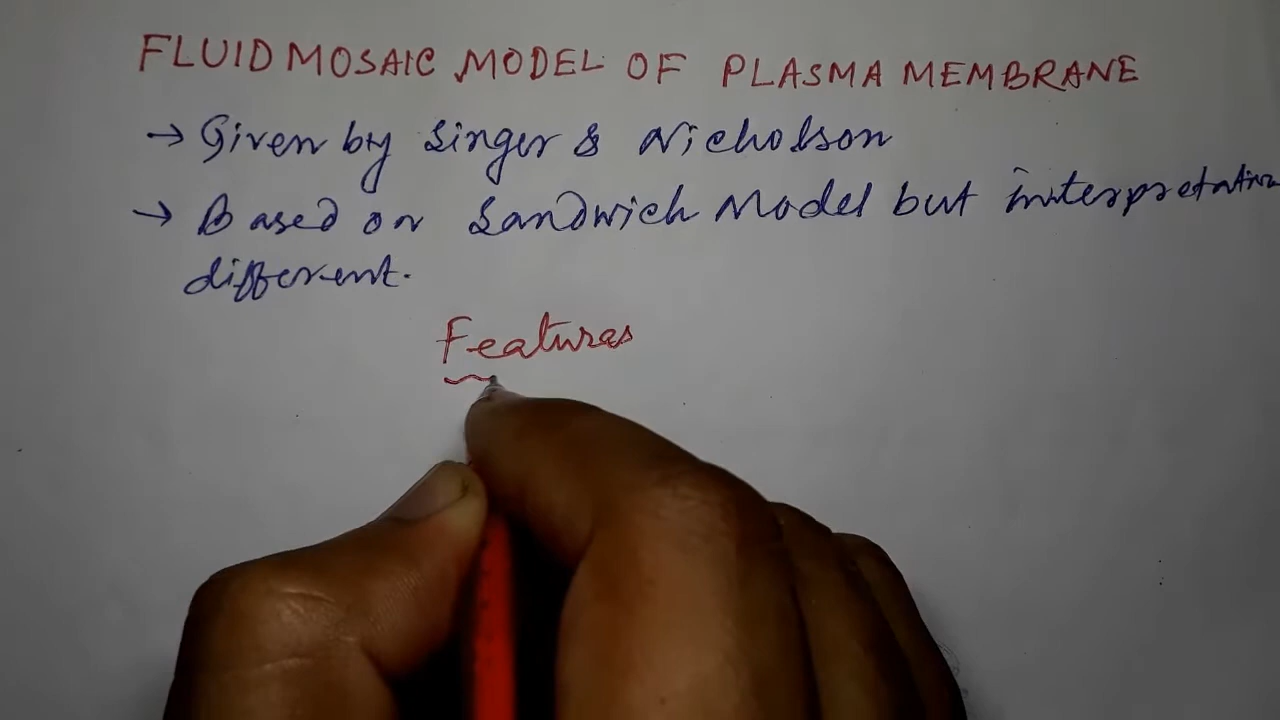 FLUID MOSAIC MODEL OF PLASMA MEMBRANE
→ Given by Singer & Nicholson
→ Based on Sandwich Model but interpretation
different.
Features